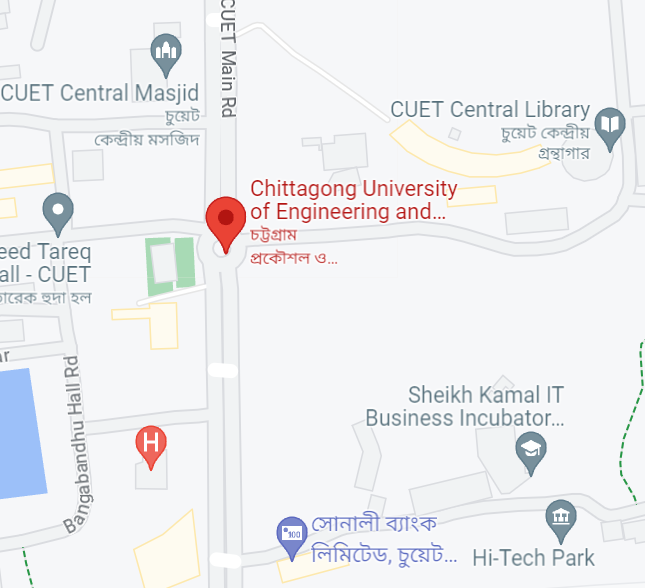 CUET Main Rd
CUET Central Masjid
চুয়েট
কেন্দ্রীয় মসজিদ
CUET Central Library
চুয়েট কেন্দ্রীয়
গ্রন্থাগার
Chittagong University
of Engineering and...
চট্টগ্রাম
প্রকৌশল ও...
eed Tareq
all - CUET
তারেক হুদা হল
ar
Bangabandhu Hall Rd
Sheikh Kamal IT
Business Incubator...
H
সোনালী ব্যাংক
লিমিটেড, চুয়েট...
Hi-Tech Park